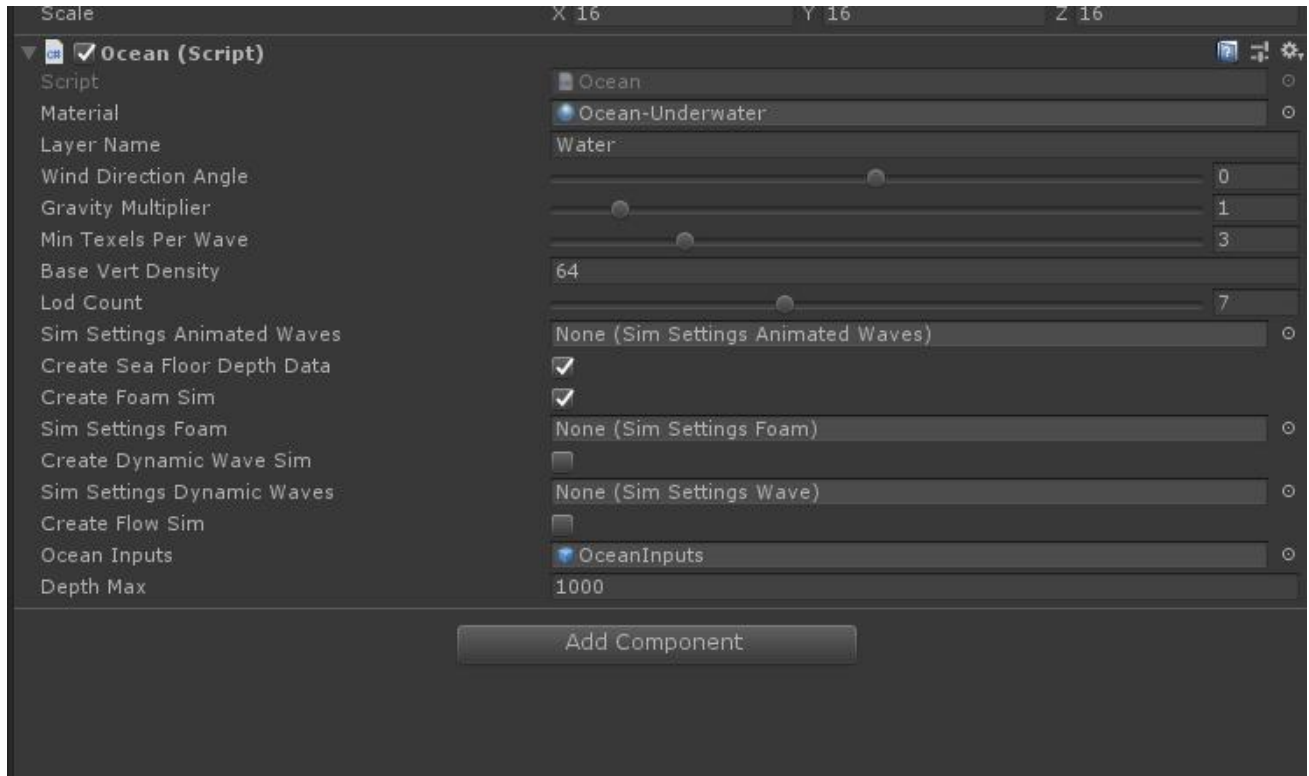 Scale X 16 Y 16 Z 16
Ocean (Script)
Script Ocean
Material Ocean-Underwater
Layer Name Water
Wind Direction Angle 0
Gravity Multiplier 1
Min Texels Per Wave 3
Base Vert Density 64
Lod Count 7
Sim Settings Animated Waves None (Sim Settings Animated Waves)
Create Sea Floor Depth Data
Create Foam Sim
Sim Settings Foam None (Sim Settings Foam)
Create Dynamic Wave Sim
Sim Settings Dynamic Waves None (Sim Settings Wave)
Create Flow Sim
Ocean Inputs OceanInputs
Depth Max 1000
Add Component